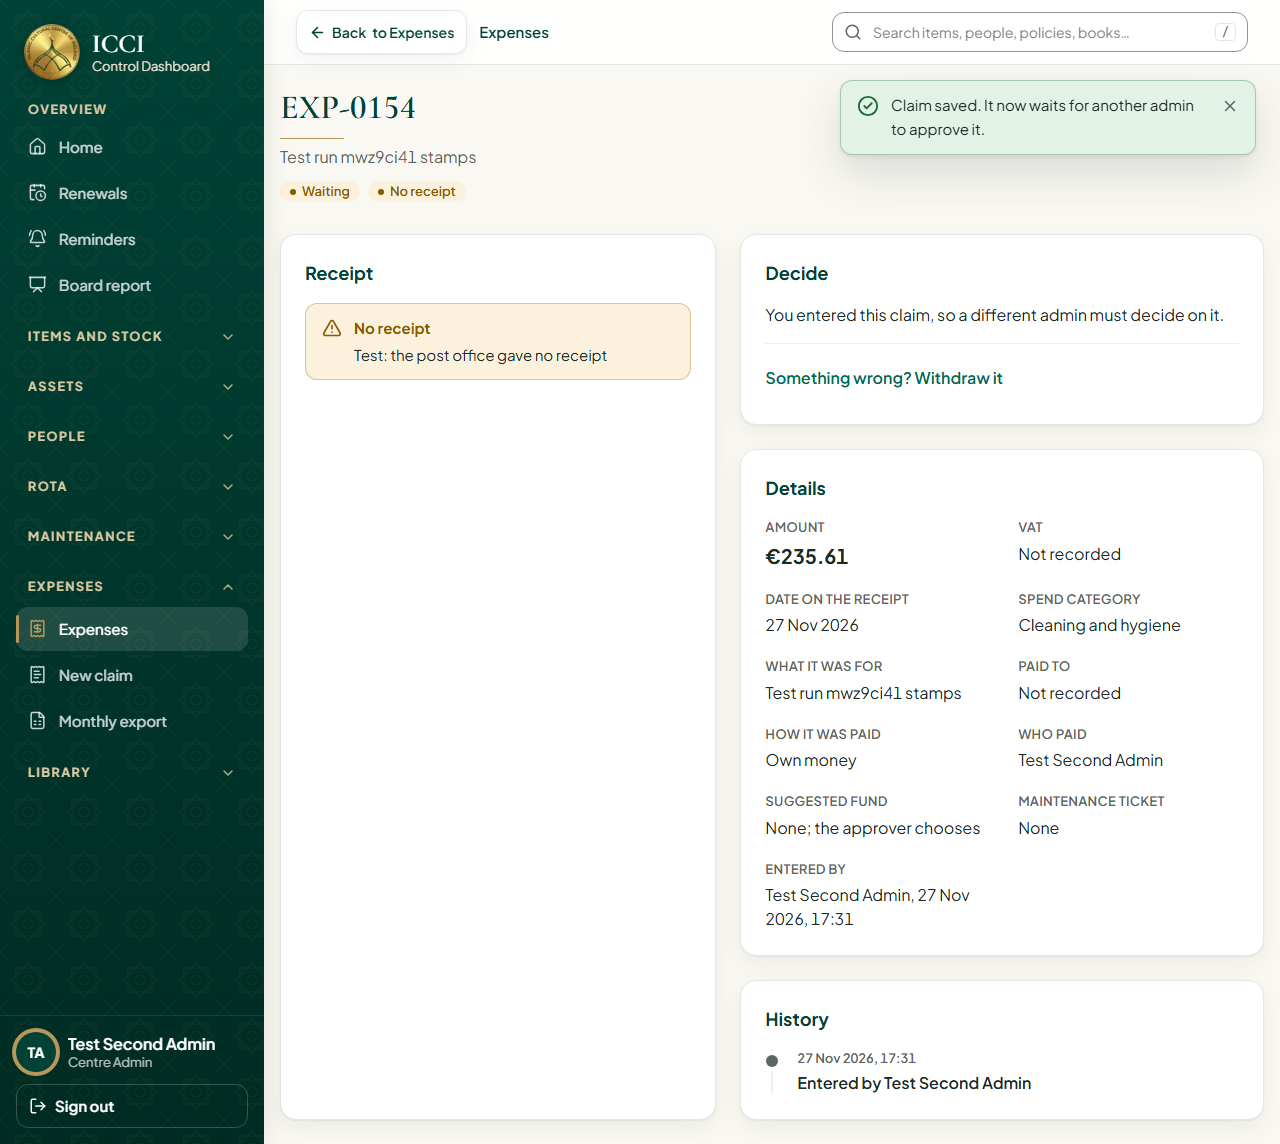 ICCI
Control Dashboard
OVERVIEW
Home
Renewals
Reminders
Board report
ITEMS AND STOCK
ASSETS
PEOPLE
ROTA
MAINTENANCE
EXPENSES
Expenses
New claim
Monthly export
LIBRARY
TA
Test Second Admin
Centre Admin
Sign out
Back to Expenses
Expenses
Search items, people, policies, books…
/
EXP-0154
Test run mwz9ci41 stamps
Waiting
No receipt
Claim saved. It now waits for another admin
to approve it.
Receipt
No receipt
Test: the post office gave no receipt
Decide
You entered this claim, so a different admin must decide on it.
Something wrong? Withdraw it
Details
AMOUNT
€235.61
VAT
Not recorded
DATE ON THE RECEIPT
27 Nov 2026
SPEND CATEGORY
Cleaning and hygiene
WHAT IT WAS FOR
Test run mwz9ci41 stamps
PAID TO
Not recorded
HOW IT WAS PAID
Own money
WHO PAID
Test Second Admin
SUGGESTED FUND
None; the approver chooses
MAINTENANCE TICKET
None
ENTERED BY
Test Second Admin, 27 Nov
2026, 17:31
History
27 Nov 2026, 17:31
Entered by Test Second Admin